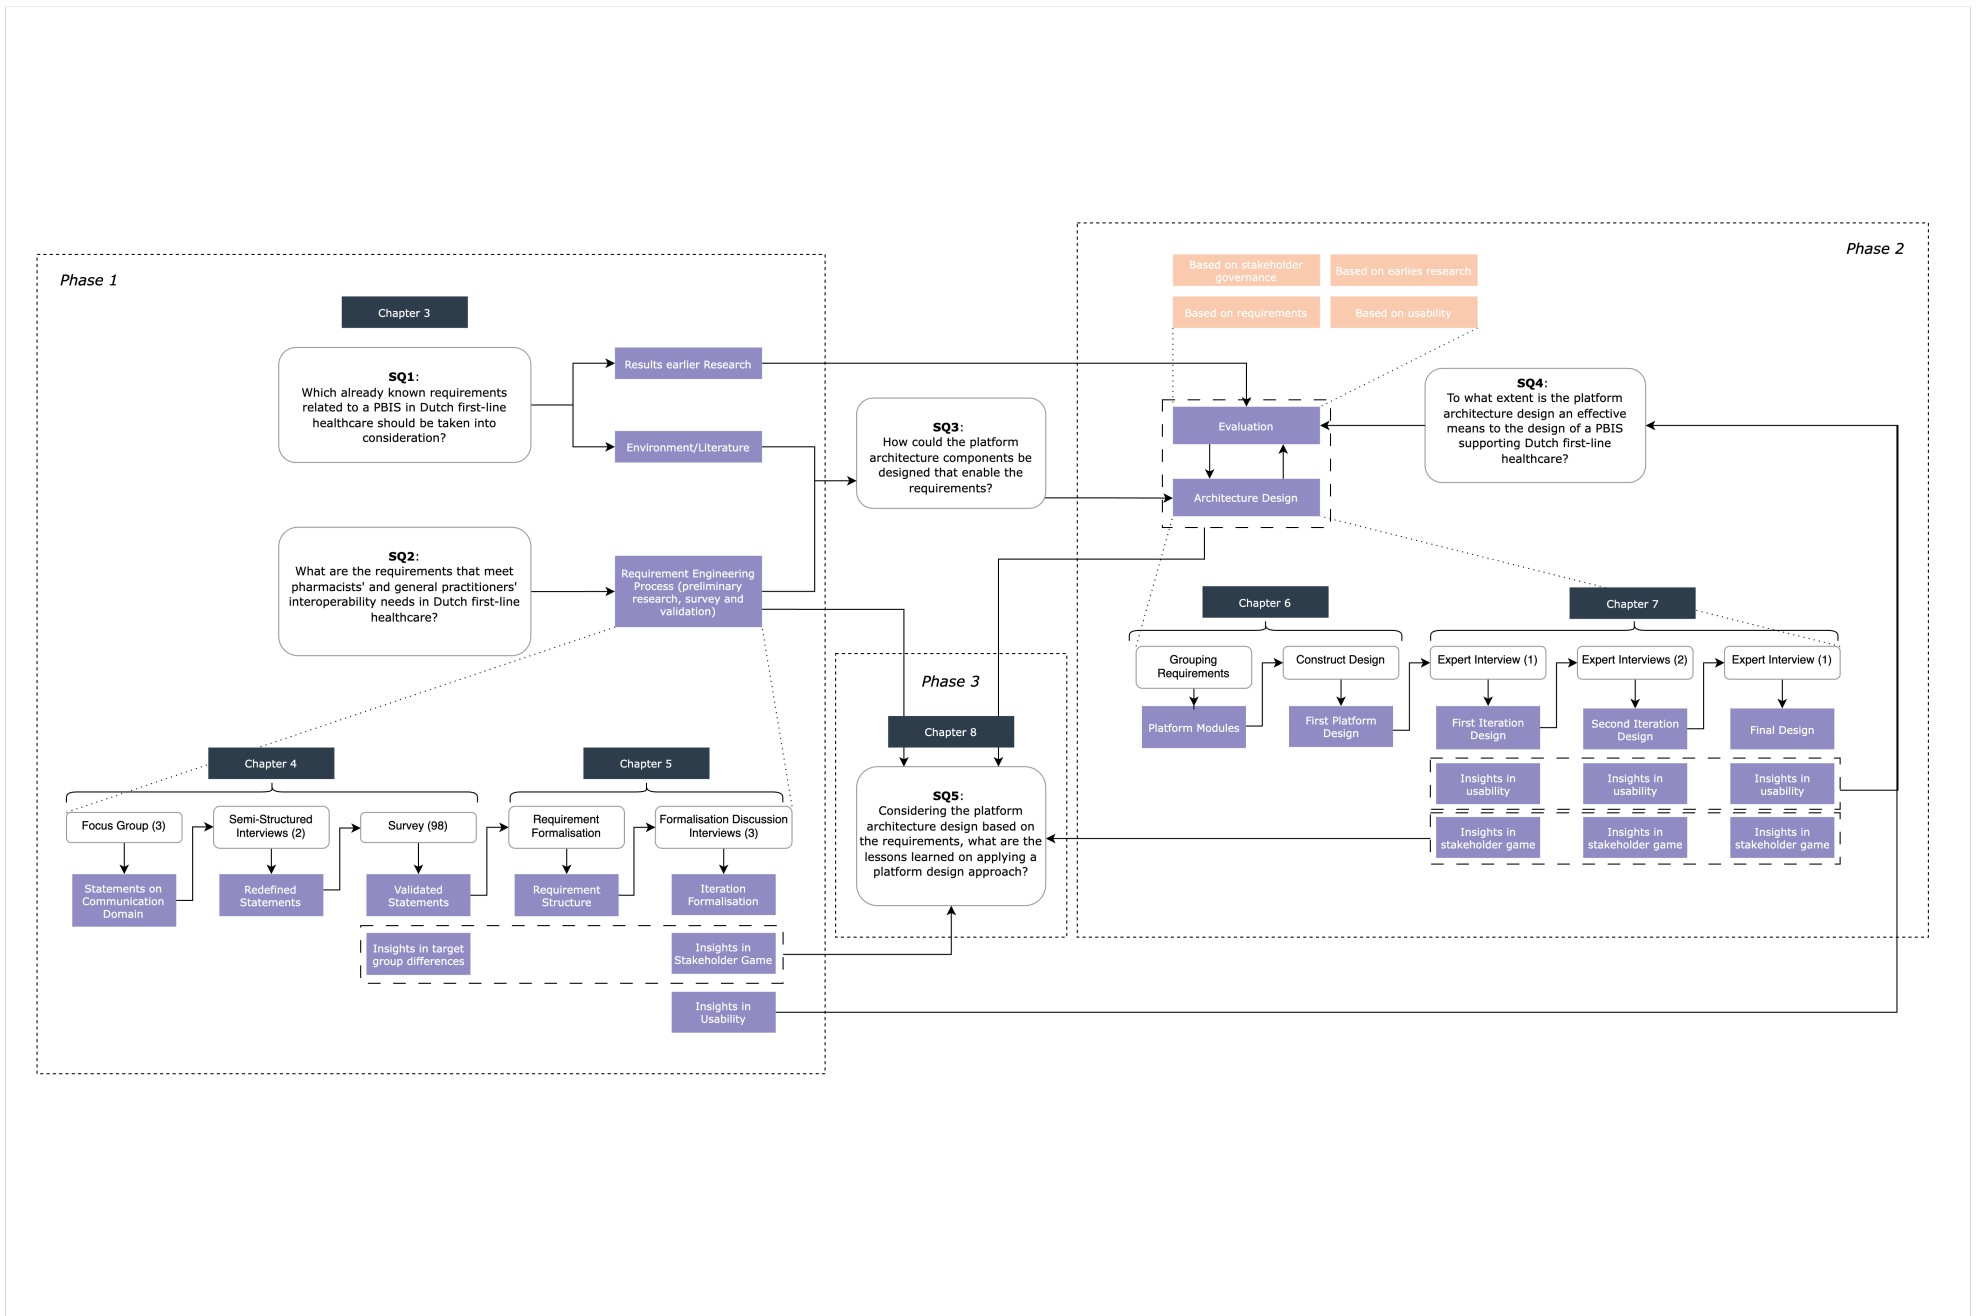 Phase 1
Chapter 3
SQ1:
Which already known requirements
related to a PBIS in Dutch first-line
healthcare should be taken into
consideration?
Results earlier Research
Environment/Literature
SQ2:
What are the requirements that meet
pharmacists' and general practitioners'
interoperability needs in Dutch first-line
healthcare?
Requirement Engineering
Process (preliminary
research, survey and
validation)
Chapter 4
Focus Group (3)
Semi-Structured
Interviews (2)
Survey (98)
Statements on
Communication
Domain
Redefined
Statements
Validated
Statements
Insights in target
group differences
Chapter 5
Requirement
Formalisation
Formalisation Discussion
Interviews (3)
Requirement
Structure
Iteration
Formalisation
Insights in
Stakeholder Game
Insights in
Usability
SQ3:
How could the platform
architecture components be
designed that enable the
requirements?
Phase 3
Chapter 8
SQ5:
Considering the platform
architecture design based on
the requirements, what are the
lessons learned on applying a
platform design approach?
Phase 2
Based on stakeholder
governance
Based on earlies research
Based on requirements
Based on usability
Evaluation
Architecture Design
SQ4:
To what extent is the platform
architecture design an effective
means to the design of a PBIS
supporting Dutch first-line
healthcare?
Chapter 6
Grouping
Requirements
Construct Design
Platform Modules
First Platform
Design
Chapter 7
Expert Interview (1)
Expert Interviews (2)
Expert Interview (1)
First Iteration
Design
Second Iteration
Design
Final Design
Insights in
usability
Insights in
usability
Insights in
usability
Insights in
stakeholder game
Insights in
stakeholder game
Insights in
stakeholder game